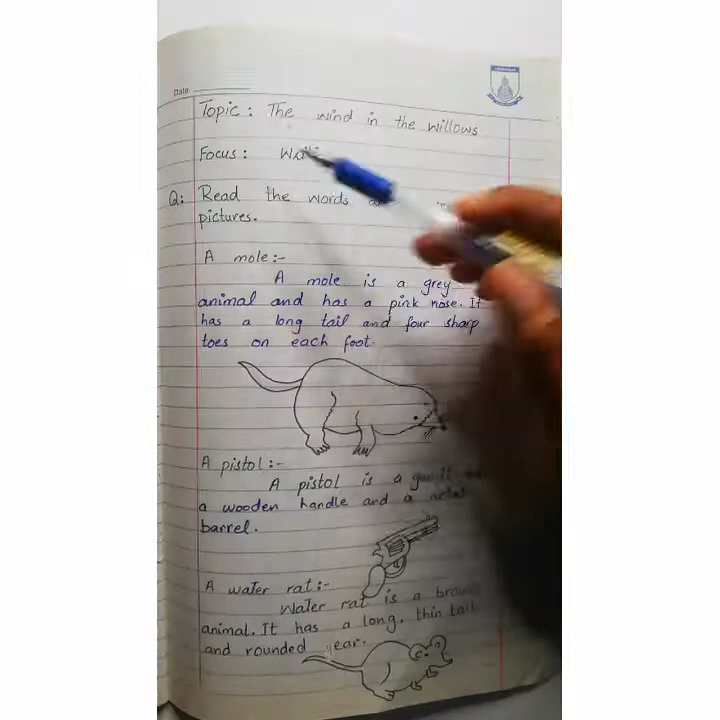 Date:
Topic: The wind in the willows
Focus:
Q: Read the words
pictures.
A mole:-
A mole is a grey
animal and has a pink nose. It
has a long tail and four sharp
toes on each foot.
A pistol:-
A pistol is a
a wooden handle and a metal
barrel.
A water rat:-
Water rat is a brown
animal. It has a long, thin tail
and rounded ear.